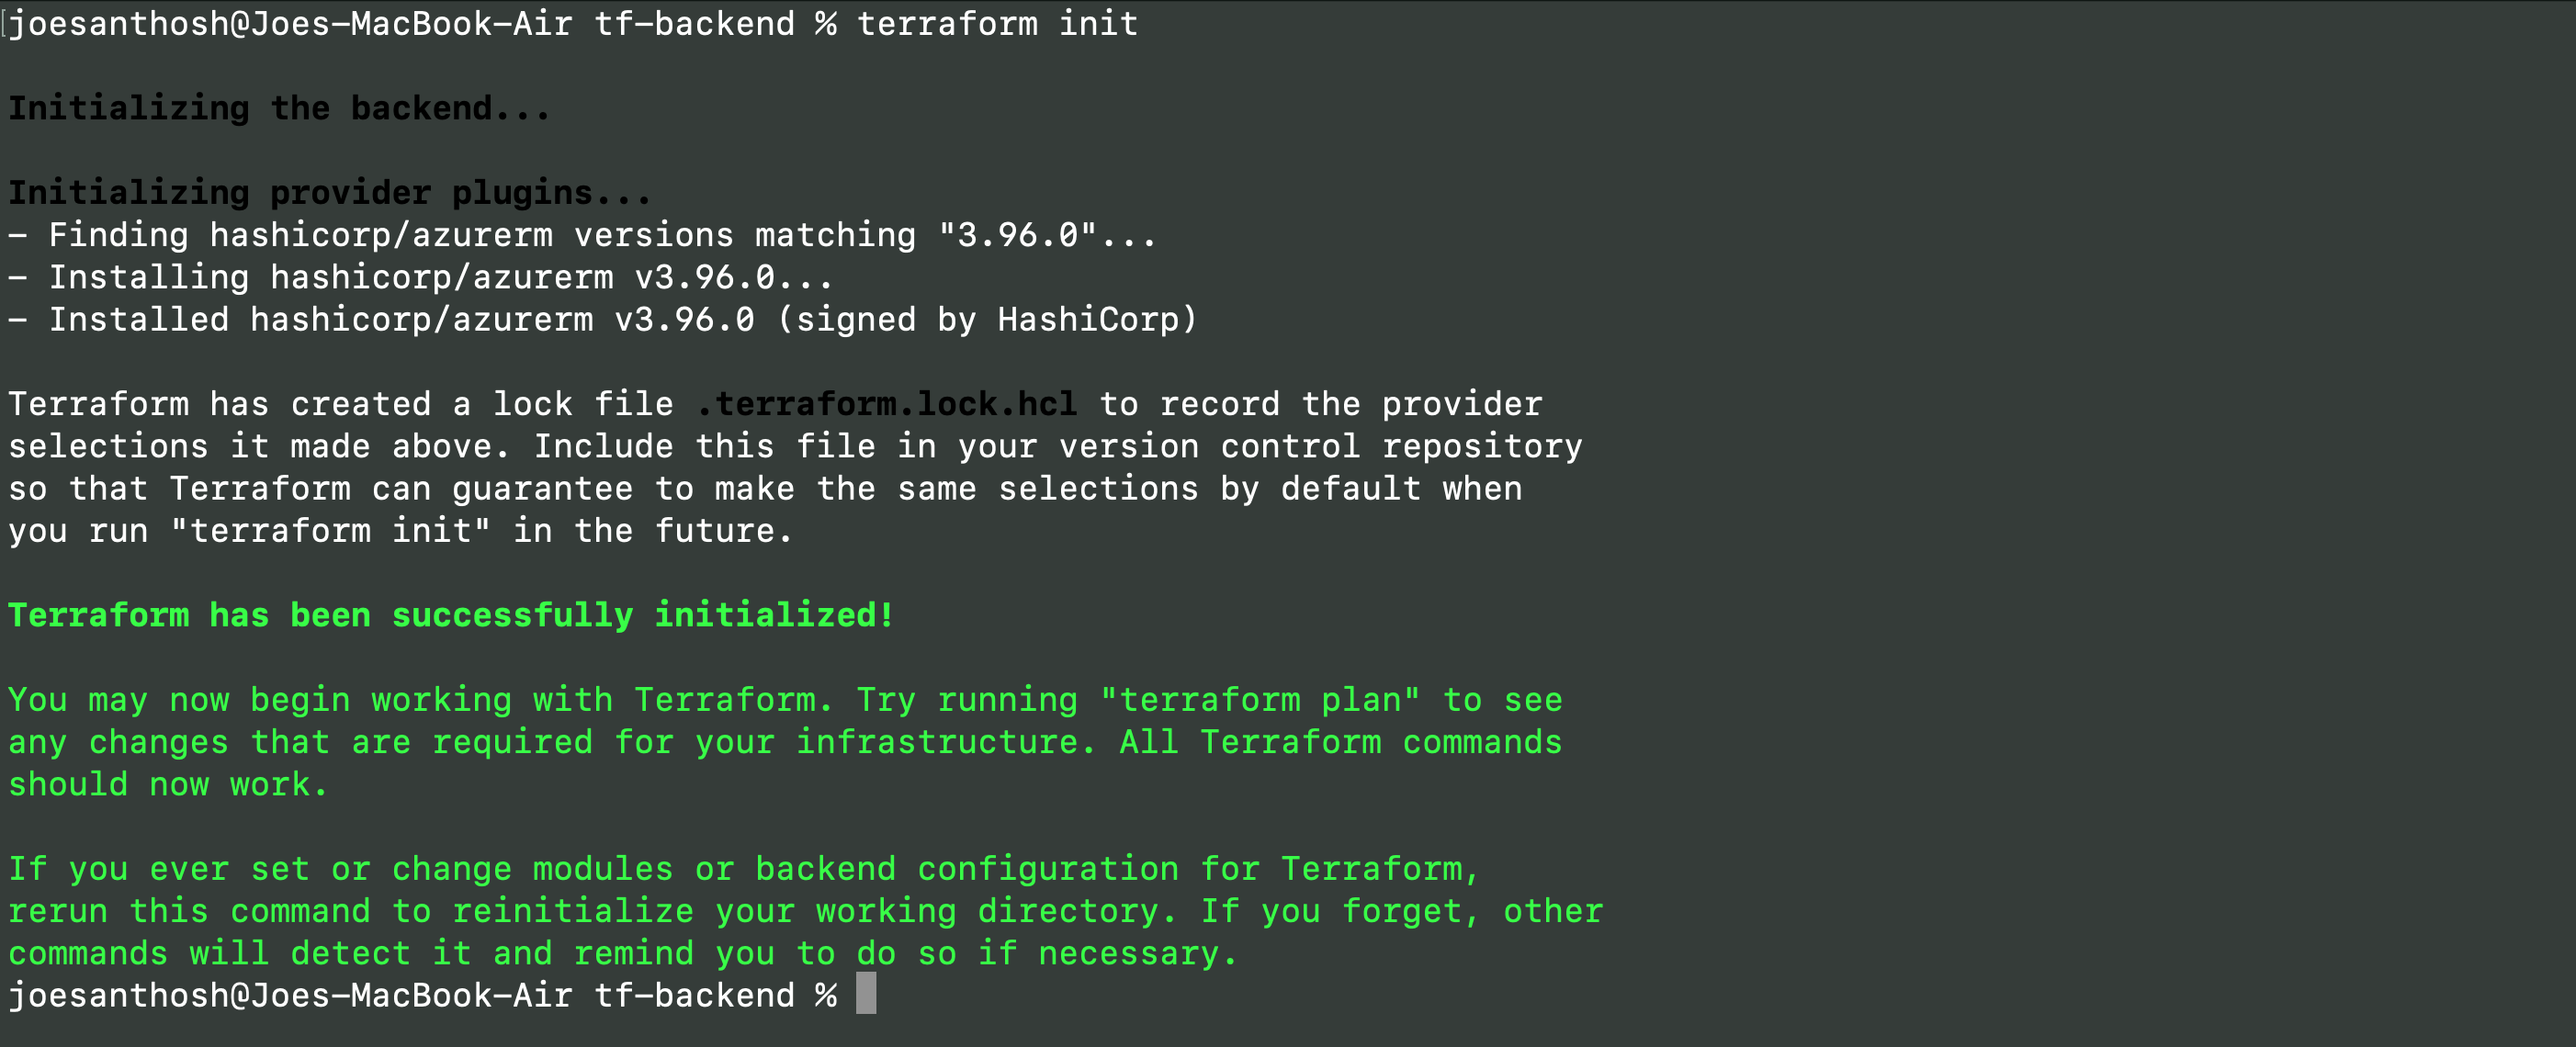 joesanthosh@Joes-MacBook-Air tf-backend % terraform init
Initializing the backend...
Initializing provider plugins...
- Finding hashicorp/azurerm versions matching "3.96.0"...
- Installing hashicorp/azurerm v3.96.0...
- Installed hashicorp/azurerm v3.96.0 (signed by HashiCorp)
Terraform has created a lock file .terraform.lock.hcl to record the provider
selections it made above. Include this file in your version control repository
so that Terraform can guarantee to make the same selections by default when
you run "terraform init" in the future.
Terraform has been successfully initialized!
You may now begin working with Terraform. Try running "terraform plan" to see
any changes that are required for your infrastructure. All Terraform commands
should now work.
If you ever set or change modules or backend configuration for Terraform,
rerun this command to reinitialize your working directory. If you forget, other
commands will detect it and remind you to do so if necessary.
joesanthosh@Joes-MacBook-Air tf-backend %